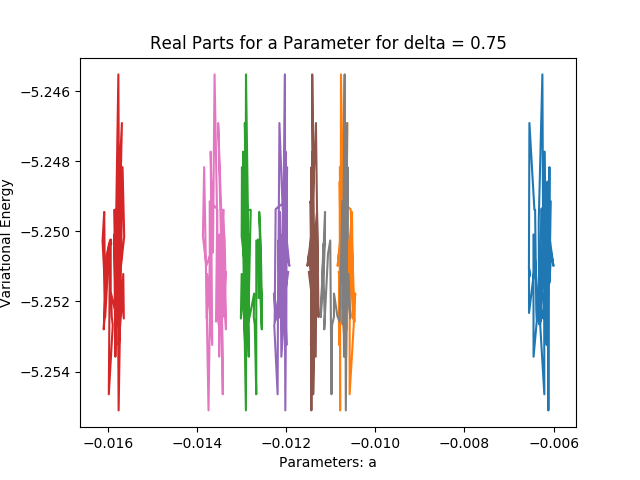 Real Parts for a Parameter for delta = 0.75
Variational Energy
−5.246
−5.248
−5.250
−5.252
−5.254
−0.016 −0.014 −0.012 −0.010 −0.008 −0.006
Parameters: a